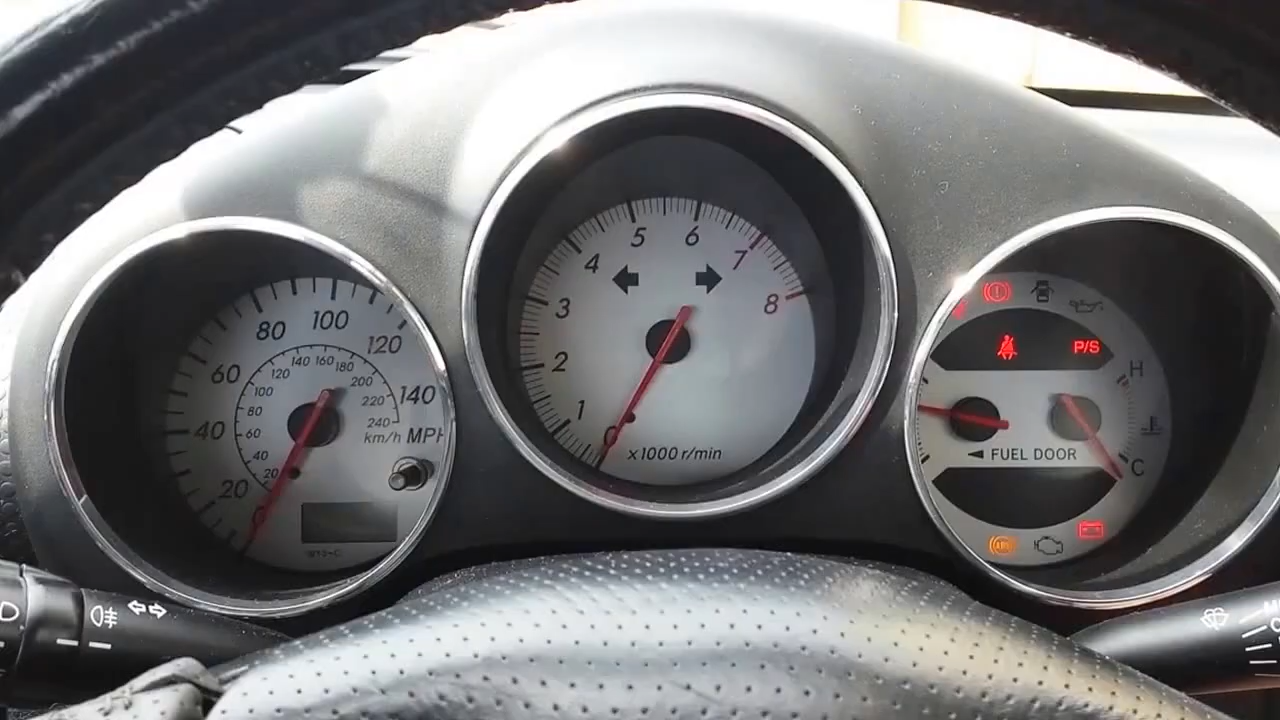 80 100 120
60 140
40
20
0
120 140 160 180
100 200
80 220
60 240
40
20
km/h MPH
5 6
4 7
3 8
2
1
0
x1000 r/min
P/S
H
◄ FUEL DOOR
C
ABS